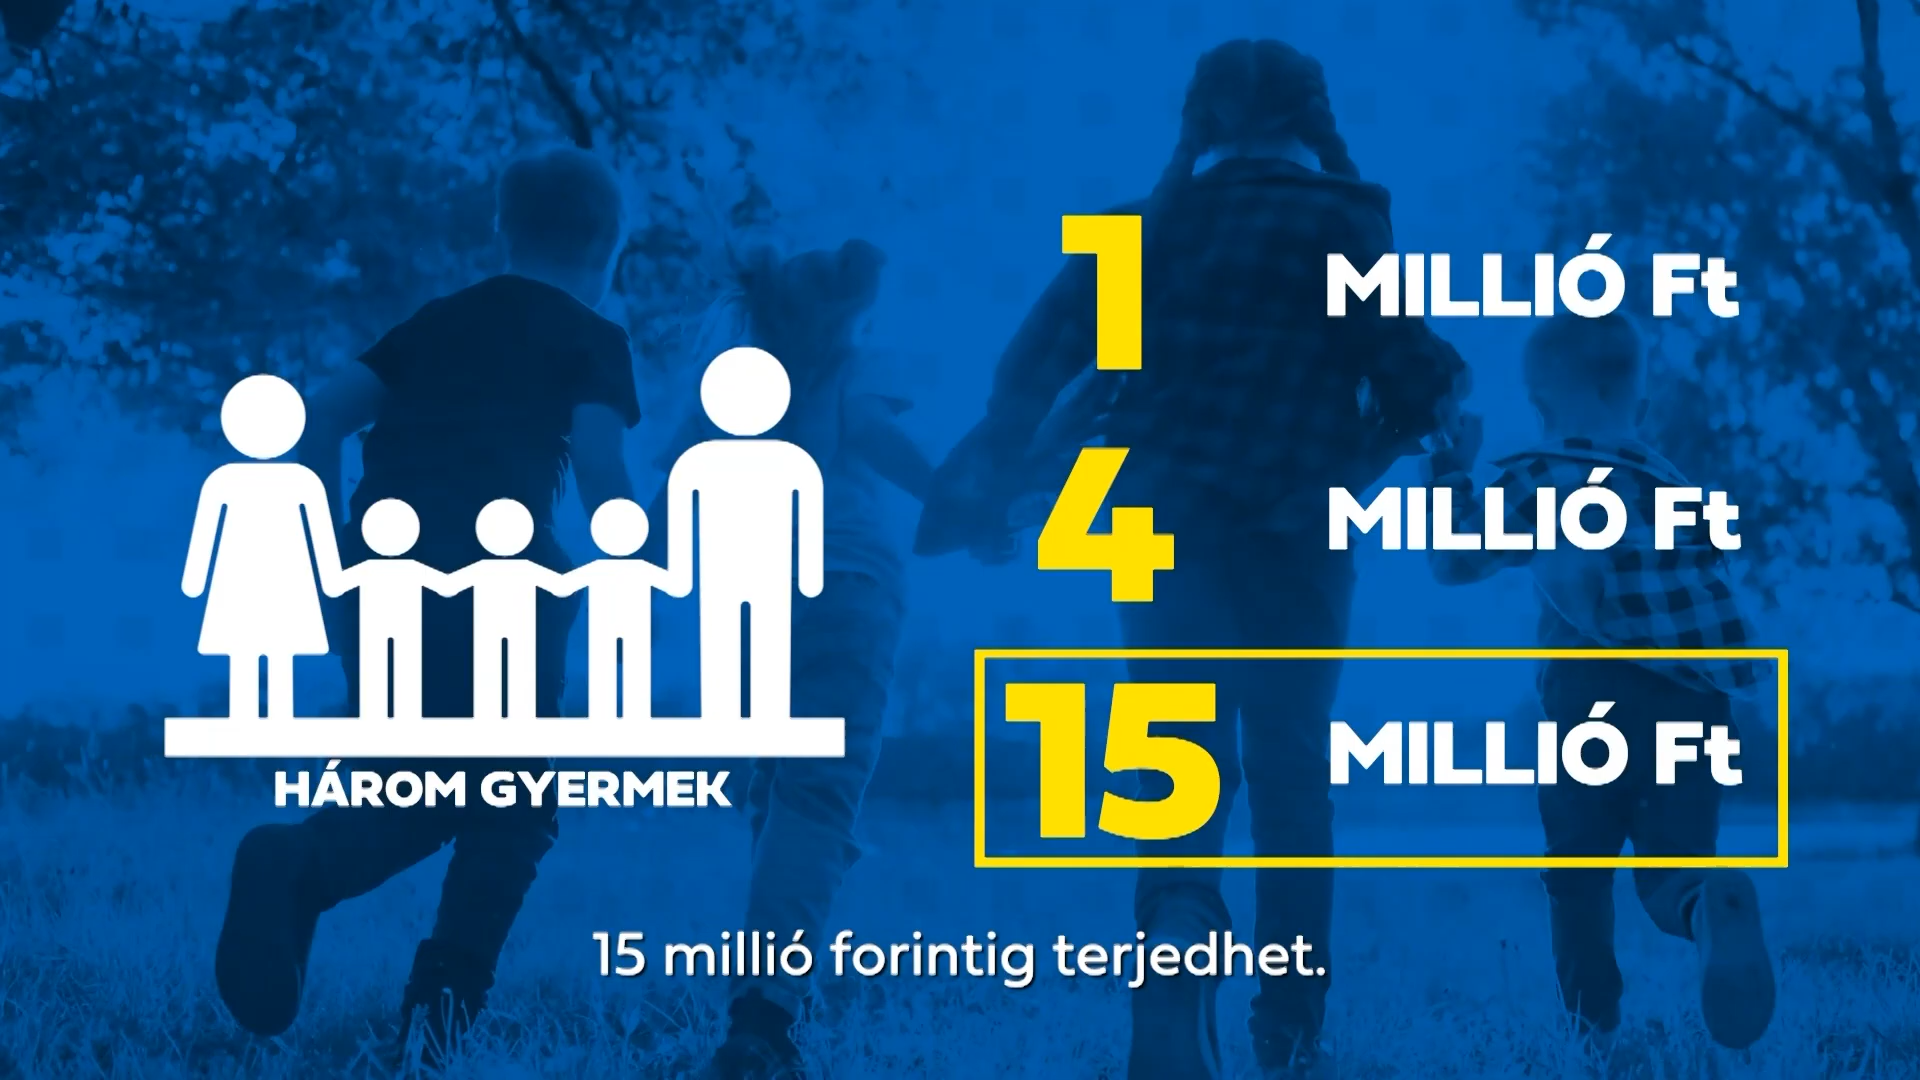 1 MILLIÓ Ft
4 MILLIÓ Ft
15 MILLIÓ Ft
HÁROM GYERMEK
15 millió forintig terjedhet.